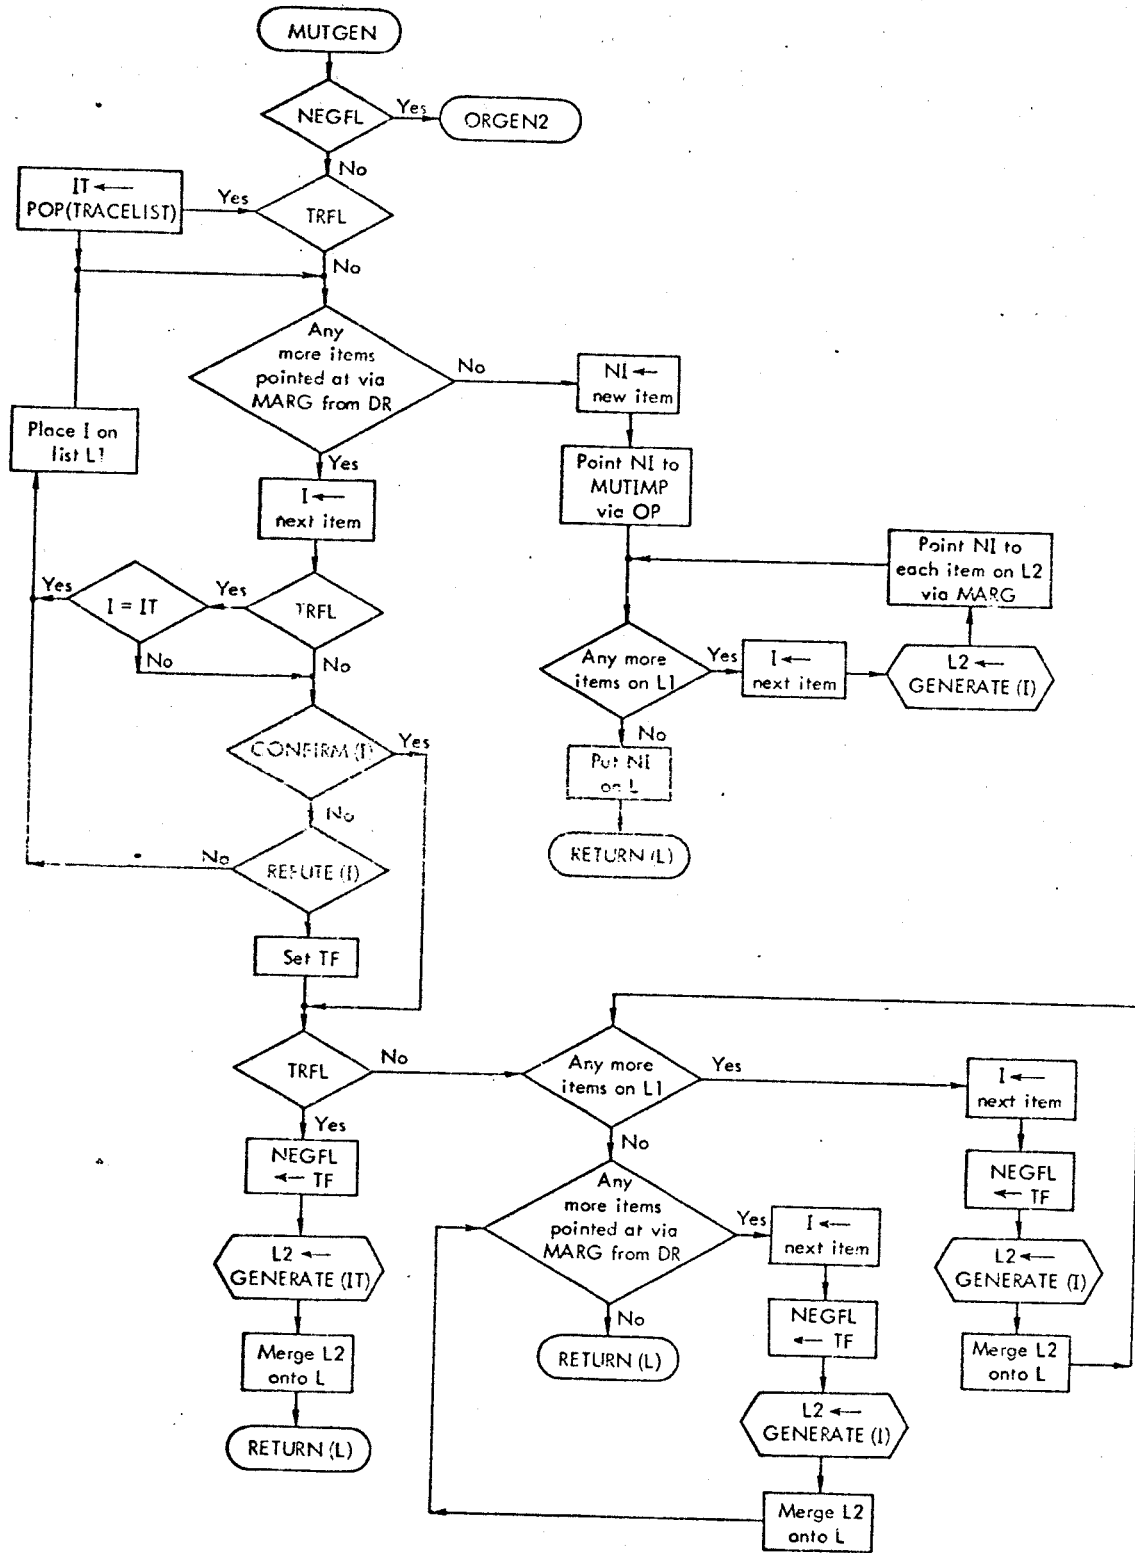 MUTGEN
NEGFL
Yes
ORGEN2
No
IT ←
POP(TRACELIST)
Yes
TRFL
No
Any
more items
pointed at via
MARG from DR
No
NI ←
new item
Place I on
list L1
Yes
I ←
next item
Point NI to
MUTIMP
via OP
Point NI to
each item on L2
via MARG
Yes
I = IT
Yes
TRFL
No
No
Any more
items on L1
Yes
I ←
next item
L2 ←
GENERATE (I)
No
Put NI
on L
RETURN (L)
CONFIRM (I)
Yes
No
No
REFUTE (I)
Set TF
TRFL
No
Any more
items on L1
Yes
I ←
next item
Yes
No
NEGFL
← TF
NEGFL
← TF
Any
more items
pointed at via
MARG from DR
Yes
I ←
next item
L2 ←
GENERATE (IT)
L2 ←
GENERATE (I)
No
NEGFL
← TF
Merge L2
onto L
RETURN (L)
Merge L2
onto L
L2 ←
GENERATE (I)
RETURN (L)
Merge L2
onto L